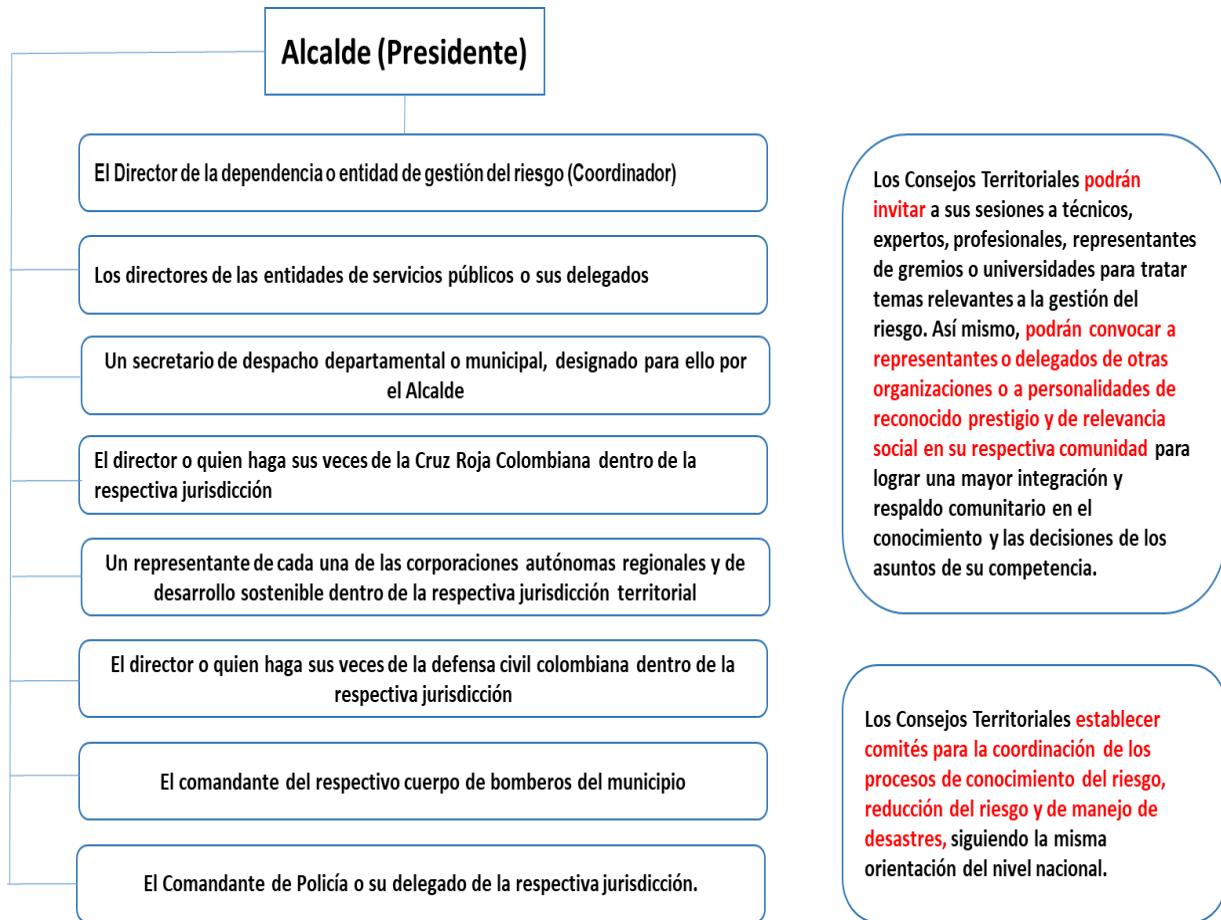 Alcalde (Presidente)
El Director de la dependencia o entidad de gestión del riesgo (Coordinador)
Los directores de las entidades de servicios públicos o sus delegados
Un secretario de despacho departamental o municipal, designado para ello por
el Alcalde
El director o quien haga sus veces de la Cruz Roja Colombiana dentro de la
respectiva jurisdicción
Un representante de cada una de las corporaciones autónomas regionales y de
desarrollo sostenible dentro de la respectiva jurisdicción territorial
El director o quien haga sus veces de la defensa civil colombiana dentro de la
respectiva jurisdicción
El comandante del respectivo cuerpo de bomberos del municipio
El Comandante de Policía o su delegado de la respectiva jurisdicción.
Los Consejos Territoriales podrán
invitar a sus sesiones a técnicos,
expertos, profesionales, representantes
de gremios o universidades para tratar
temas relevantes a la gestión del
riesgo. Así mismo, podrán convocar a
representantes o delegados de otras
organizaciones o a personalidades de
reconocido prestigio y de relevancia
social en su respectiva comunidad para
lograr una mayor integración y
respaldo comunitario en el
conocimiento y las decisiones de los
asuntos de su competencia.
Los Consejos Territoriales establecer
comités para la coordinación de los
procesos de conocimiento del riesgo,
reducción del riesgo y de manejo de
desastres, siguiendo la misma
orientación del nivel nacional.